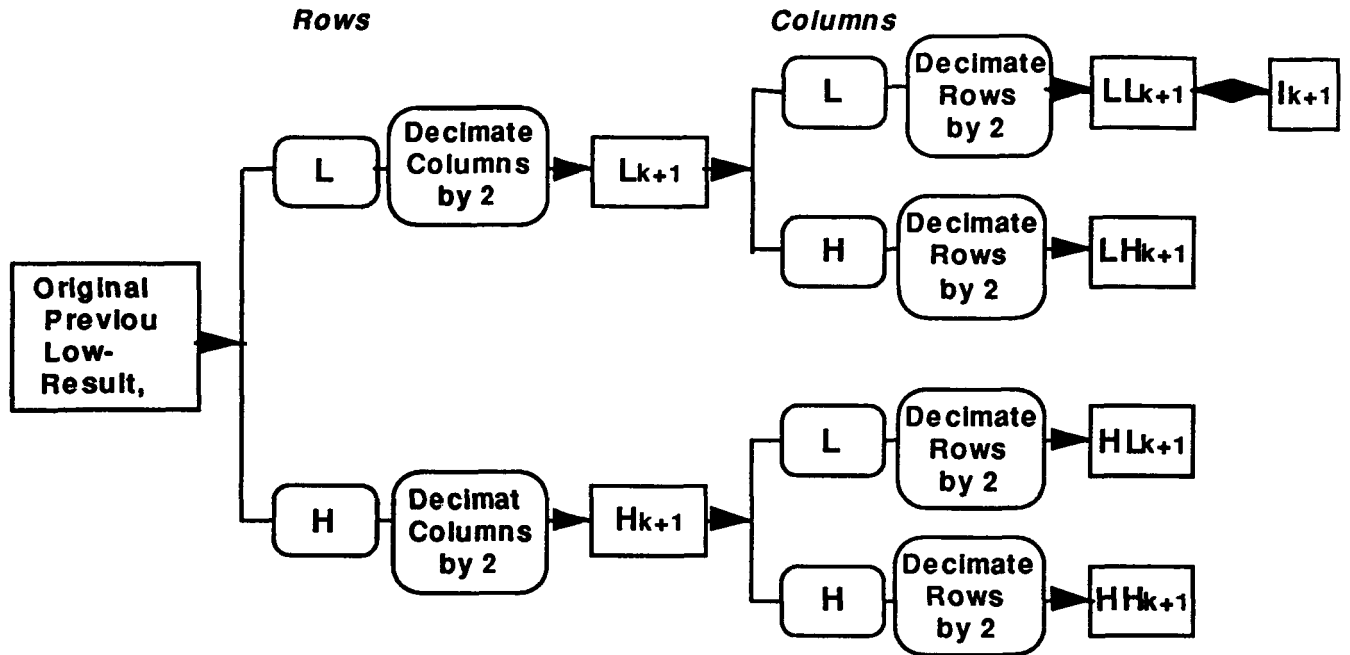 Rows
Columns
L
Decimate
Columns
by 2
Lk+1
L
Decimate
Rows
by 2
LLk+1
Ik+1
H
Decimate
Rows
by 2
LHk+1
Original
Previou
Low-
Result,
H
Decimat
Columns
by 2
Hk+1
L
Decimate
Rows
by 2
HLk+1
H
Decimate
Rows
by 2
HHk+1